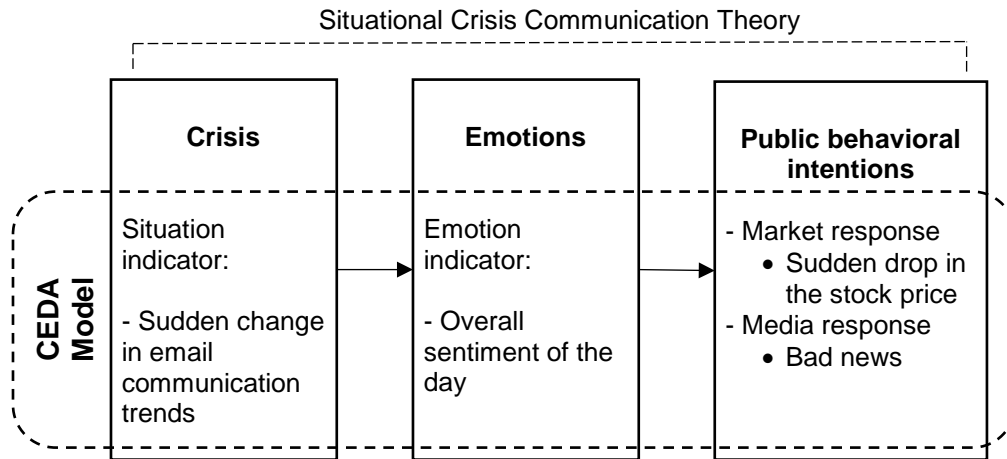 Situational Crisis Communication Theory
Crisis
Emotions
Public behavioral
intentions
CEDA
Model
Situation
indicator:
- Sudden change
in email
communication
trends
Emotion
indicator:
- Overall
sentiment of the
day
- Market response
• Sudden drop in
the stock price
- Media response
• Bad news